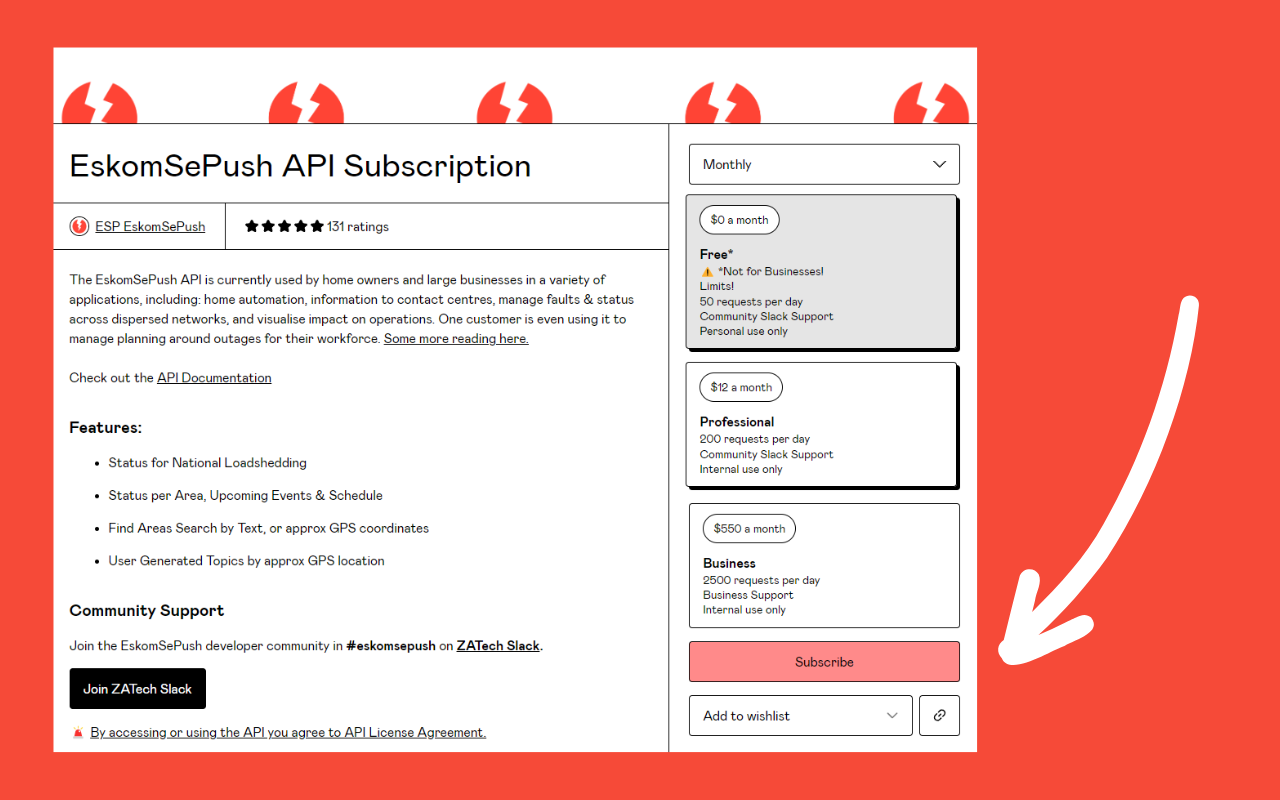 EskomSePush API Subscription
ESP EskomSePush
131 ratings
The EskomSePush API is currently used by home owners and large businesses in a variety of
applications, including: home automation, information to contact centres, manage faults & status
across dispersed networks, and visualise impact on operations. One customer is even using it to
manage planning around outages for their workforce. Some more reading here.
Check out the API Documentation
Features:
Status for National Loadshedding
Status per Area, Upcoming Events & Schedule
Find Areas Search by Text, or approx GPS coordinates
User Generated Topics by approx GPS location
Community Support
Join the EskomSePush developer community in #eskomsepush on ZATech Slack.
Join ZATech Slack
🚨 By accessing or using the API you agree to API License Agreement.
Monthly
$0 a month
Free*
⚠️ *Not for Businesses!
Limits!
50 requests per day
Community Slack Support
Personal use only
$12 a month
Professional
200 requests per day
Community Slack Support
Internal use only
$550 a month
Business
2500 requests per day
Business Support
Internal use only
Subscribe
Add to wishlist